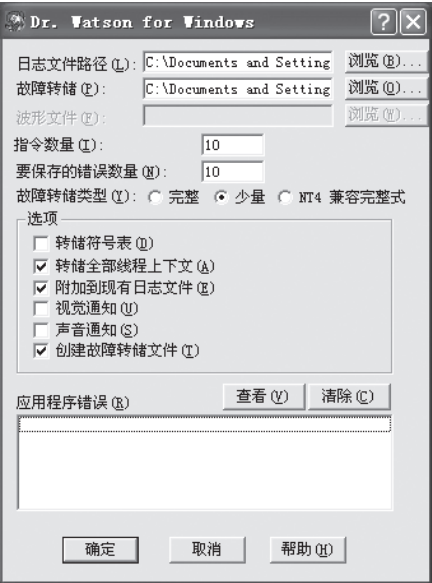 Dr. Watson for Windows
日志文件路径(L): C:\Documents and Setting 浏览(B)...
故障转储(P): C:\Documents and Setting 浏览(O)...
波形文件(F): 浏览(W)...
指令数量(I): 10
要保存的错误数量(N): 10
故障转储类型(Y): 完整 少量 NT4 兼容完整式
选项
转储符号表(D)
转储全部线程上下文(A)
附加到现有日志文件(E)
视觉通知(U)
声音通知(S)
创建故障转储文件(T)
应用程序错误(R) 查看(V) 清除(C)
确定 取消 帮助(H)